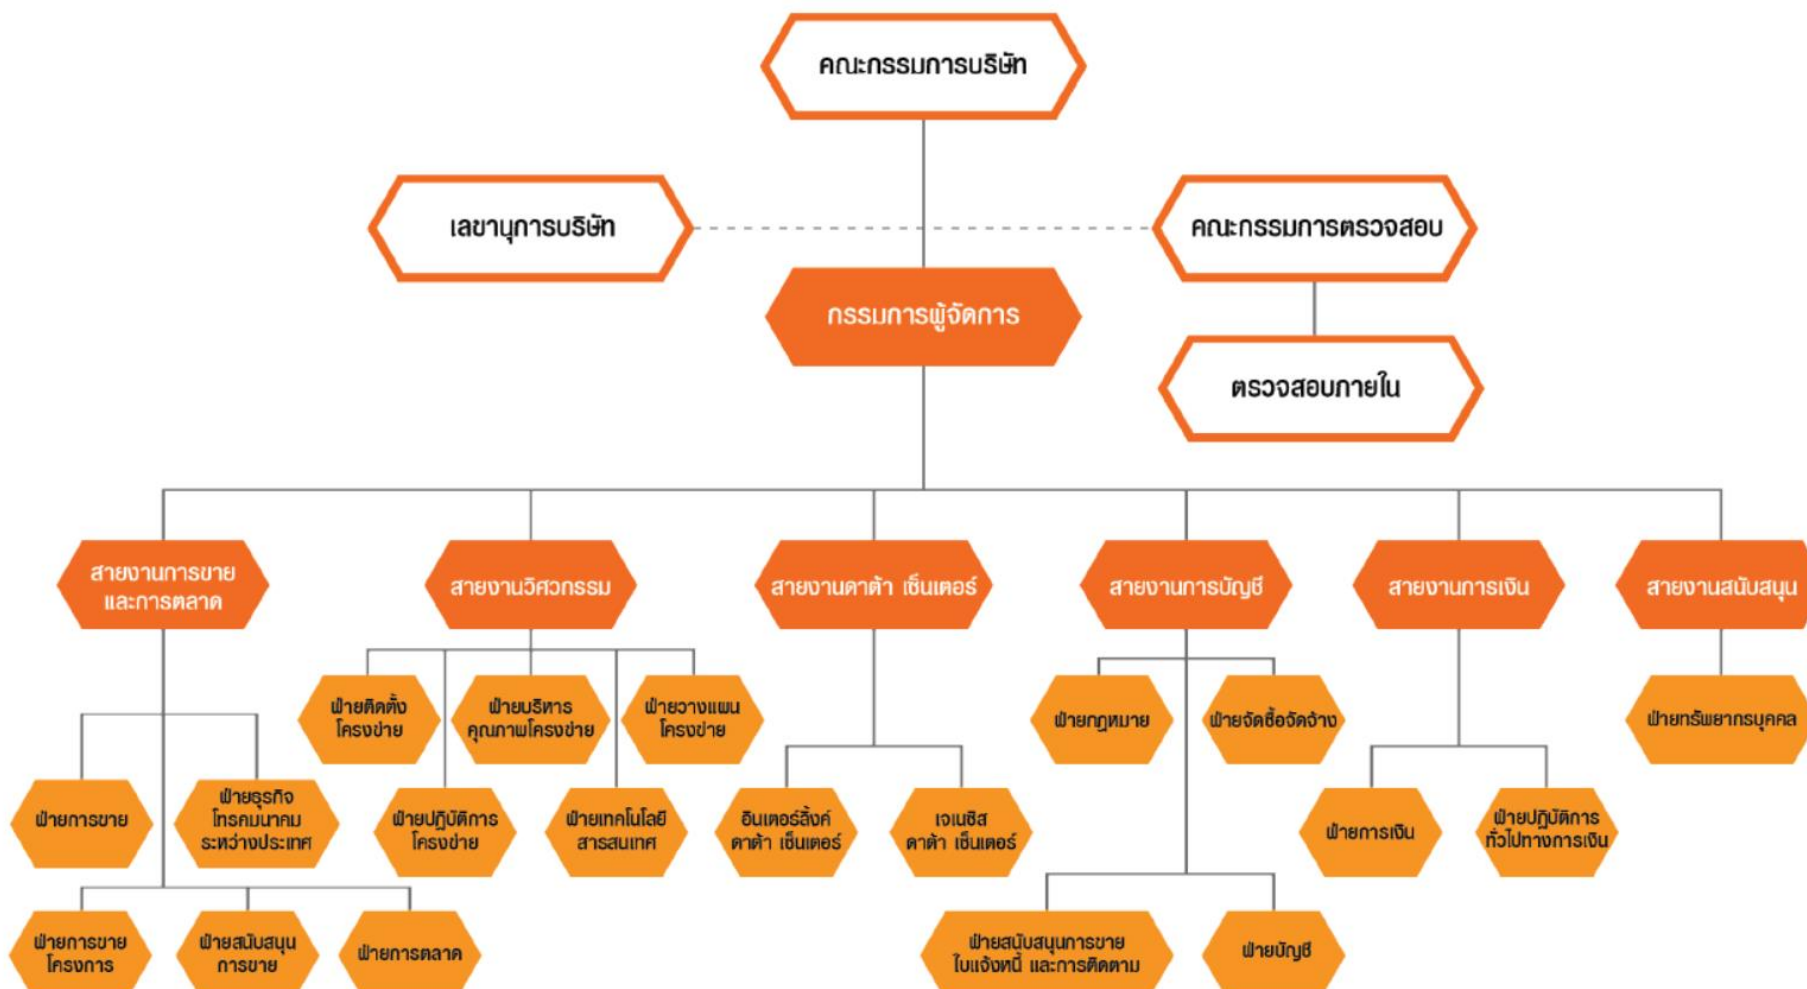 คณะกรรมการบริษัท
เลขานุการบริษัท
คณะกรรมการตรวจสอบ
กรรมการผู้จัดการ
ตรวจสอบภายใน
สายงานการขาย
และการตลาด
สายงานวิศวกรรม
สายงานดาต้า เซ็นเตอร์
สายงานการบัญชี
สายงานการเงิน
สายงานสนับสนุน
ฝ่ายติดตั้ง
โครงข่าย
ฝ่ายบริหาร
คุณภาพโครงข่าย
ฝ่ายวางแผน
โครงข่าย
ฝ่ายกฎหมาย
ฝ่ายจัดซื้อจัดจ้าง
ฝ่ายทรัพยากรบุคคล
ฝ่ายการขาย
ฝ่ายธุรกิจ
โทรคมนาคม
ระหว่างประเทศ
ฝ่ายปฏิบัติการ
โครงข่าย
ฝ่ายเทคโนโลยี
สารสนเทศ
อินเตอร์ลิ้งค์
ดาต้า เซ็นเตอร์
เจเนซิส
ดาต้า เซ็นเตอร์
ฝ่ายการเงิน
ฝ่ายปฏิบัติการ
ทั่วไปทางการเงิน
ฝ่ายการขาย
โครงการ
ฝ่ายสนับสนุน
การขาย
ฝ่ายการตลาด
ฝ่ายสนับสนุนการขาย
ใบแจ้งหนี้ และการติดตาม
ฝ่ายบัญชี